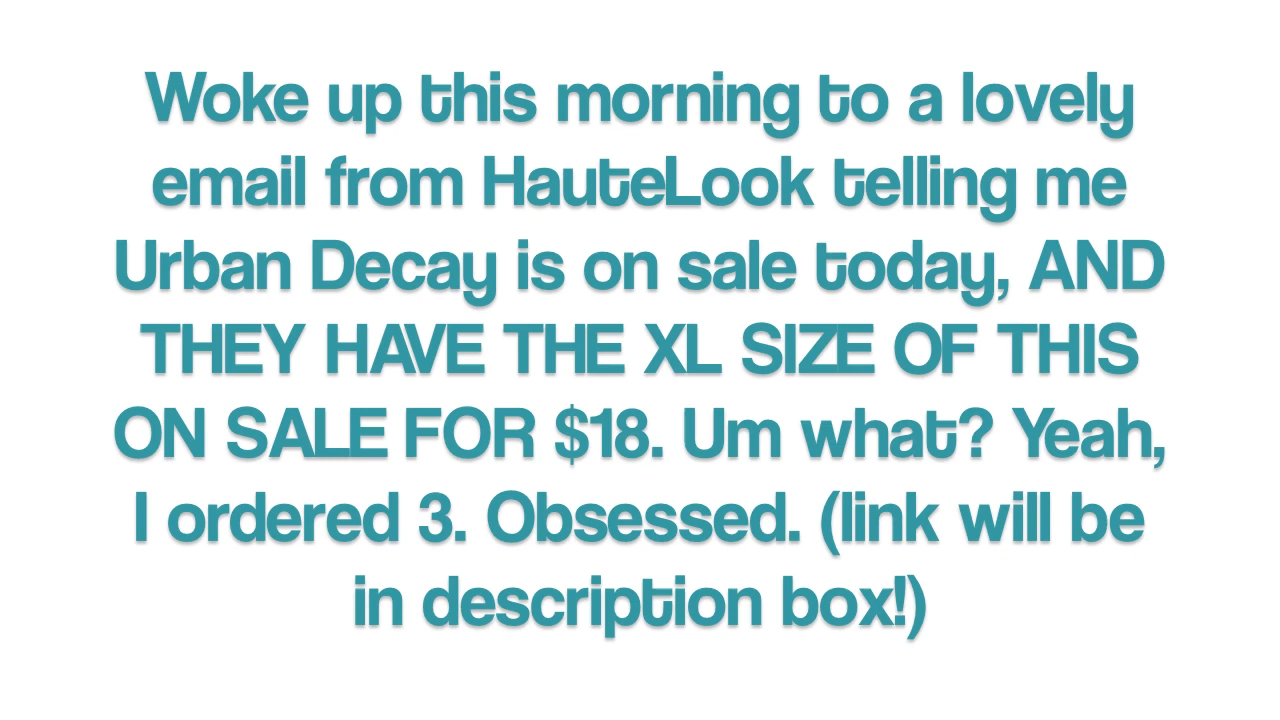 Woke up this morning to a lovely
email from HauteLook telling me
Urban Decay is on sale today, AND
THEY HAVE THE XL SIZE OF THIS
ON SALE FOR $18. Um what? Yeah,
I ordered 3. Obsessed. (link will be
in description box!)